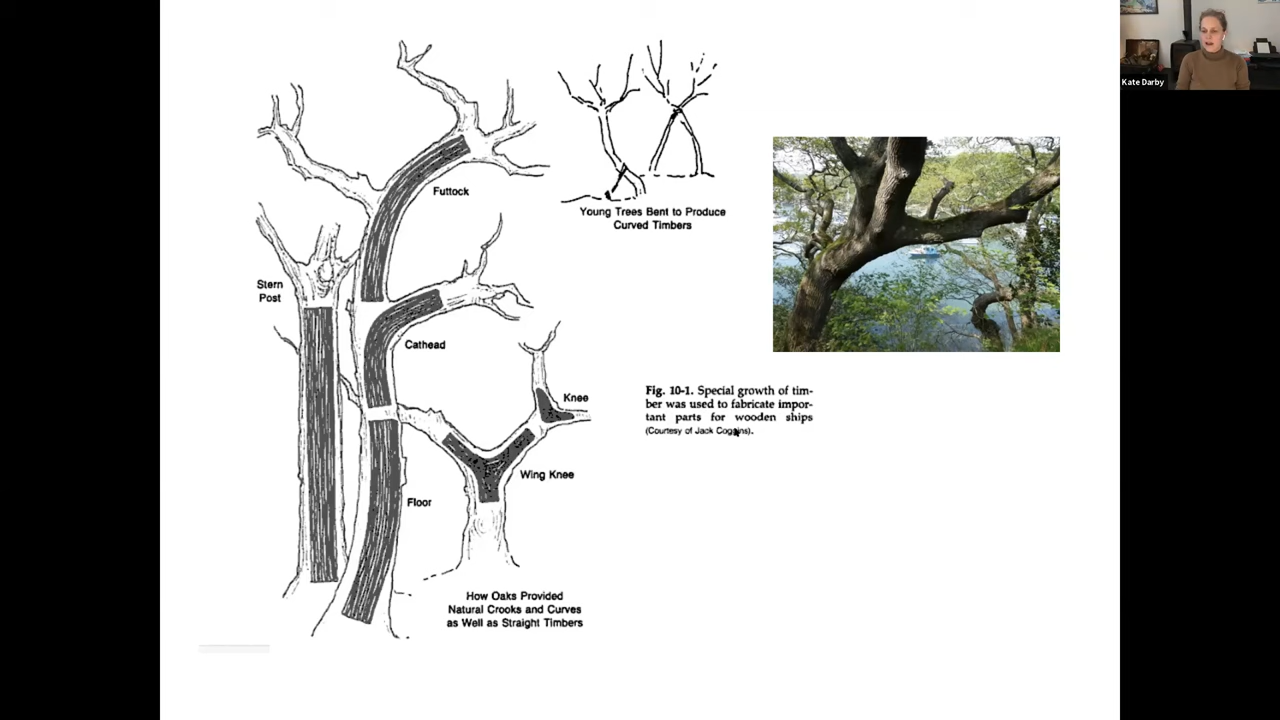 Kate Darby
Futtock
Young Trees Bent to Produce
Curved Timbers
Stern
Post
Cathead
Fig. 10-1. Special growth of tim-
ber was used to fabricate impor-
tant parts for wooden ships
(Courtesy of Jack Coggins).
Knee
Wing Knee
Floor
How Oaks Provided
Natural Crooks and Curves
as Well as Straight Timbers